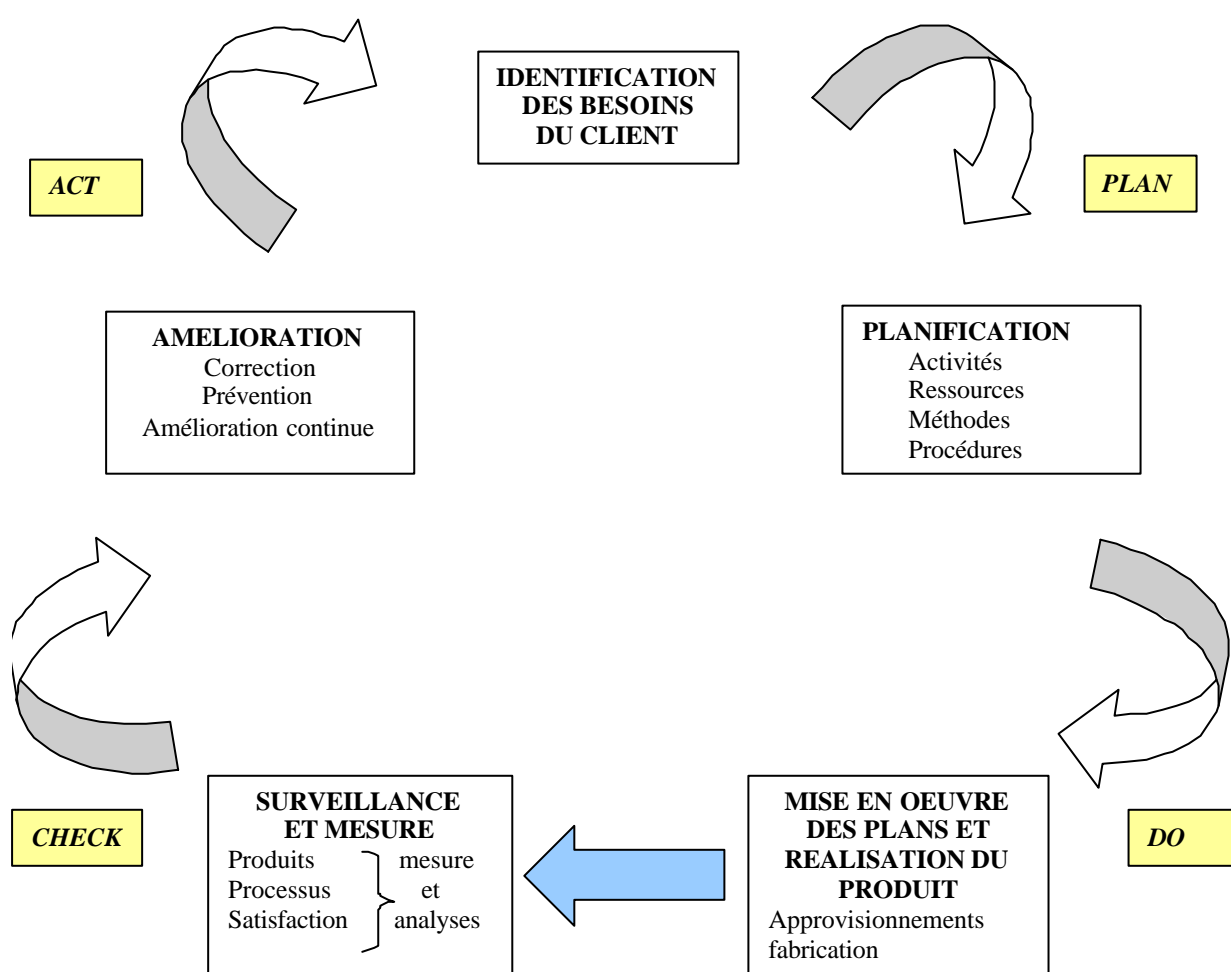 IDENTIFICATION
DES BESOINS
DU CLIENT
ACT
PLAN
AMELIORATION
Correction
Prévention
Amélioration continue
PLANIFICATION
Activités
Ressources
Méthodes
Procédures
CHECK
SURVEILLANCE
ET MESURE
Produits mesure
Processus et
Satisfaction analyses
MISE EN OEUVRE
DES PLANS ET
REALISATION DU
PRODUIT
Approvisionnements
fabrication
DO